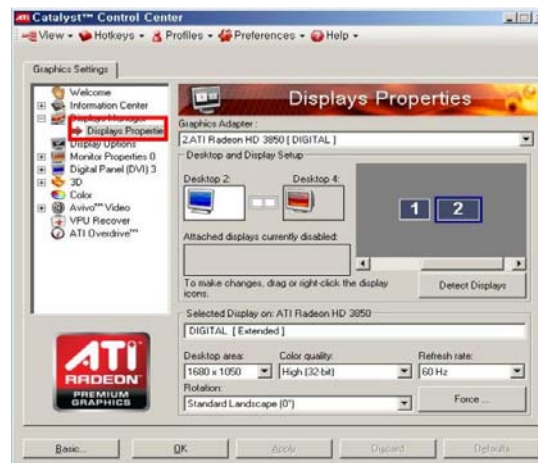 ATI Catalyst™ Control Center
View Hotkeys Profiles Preferences Help
Graphics Settings
Welcome
Information Center
Displays Manager
Displays Propertie
Display Options
Monitor Properties 0
Digital Panel (DVI) 3
3D
Color
Avivo™ Video
VPU Recover
ATI Overdrive™
ATI
RADEON
PREMIUM
GRAPHICS
Displays Properties
Graphics Adapter :
2.ATI Radeon HD 3850 [ DIGITAL ]
Desktop and Display Setup
Desktop 2:
Desktop 4:
1 2
Attached displays currently disabled:
To make changes, drag or right-click the display
icons.
Detect Displays
Selected Display on: ATI Radeon HD 3850
DIGITAL [ Extended ]
Desktop area:
Color quality:
Refresh rate:
1680 x 1050
High (32-bit)
60 Hz
Rotation:
Standard Landscape (0°)
Force ...
Basic...
OK
Apply
Discard
Defaults